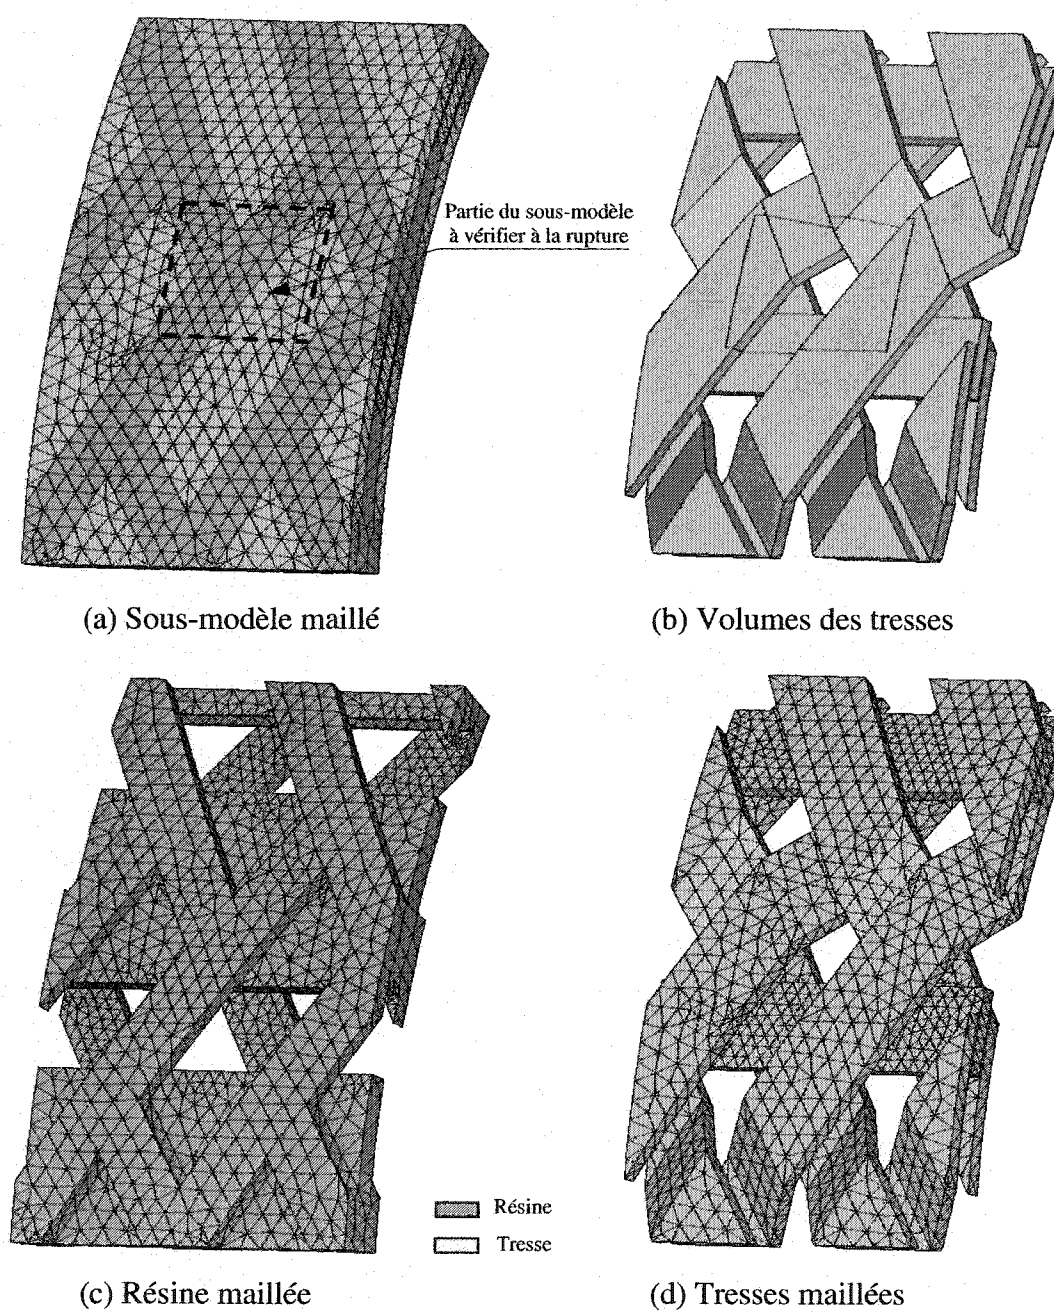 Partie du sous-modèle
à vérifier à la rupture
(a) Sous-modèle maillé
(b) Volumes des tresses
Résine
Tresse
(c) Résine maillée
(d) Tresses maillées